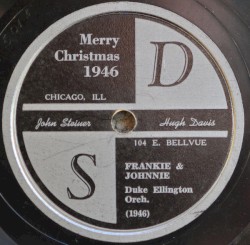 Merry
Christmas
1946
D
CHICAGO, ILL
John Steiner
Hugh Davis
104 E. BELLVUE
S
FRANKIE &
JOHNNIE
Duke Ellington
Orch.
(1946)